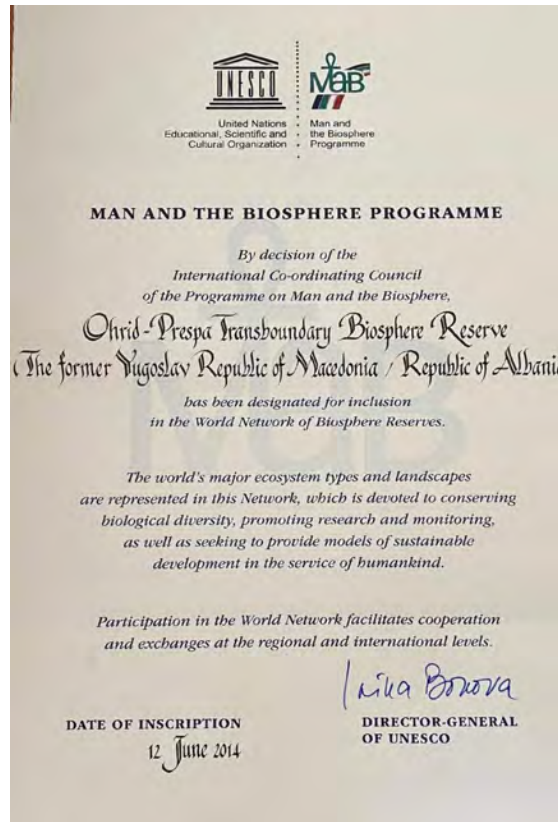 UNESCO
MaB
United Nations
Educational, Scientific and
Cultural Organization
Man and
the Biosphere
Programme
MAN AND THE BIOSPHERE PROGRAMME
By decision of the
International Co-ordinating Council
of the Programme on Man and the Biosphere,
Ohrid-Prespa Transboundary Biosphere Reserve
(The former Yugoslav Republic of Macedonia / Republic of Albani
has been designated for inclusion
in the World Network of Biosphere Reserves.
The world's major ecosystem types and landscapes
are represented in this Network, which is devoted to conserving
biological diversity, promoting research and monitoring,
as well as seeking to provide models of sustainable
development in the service of humankind.
Participation in the World Network facilitates cooperation
and exchanges at the regional and international levels.
Irina Bokova
DATE OF INSCRIPTION
12 June 2014
DIRECTOR-GENERAL
OF UNESCO